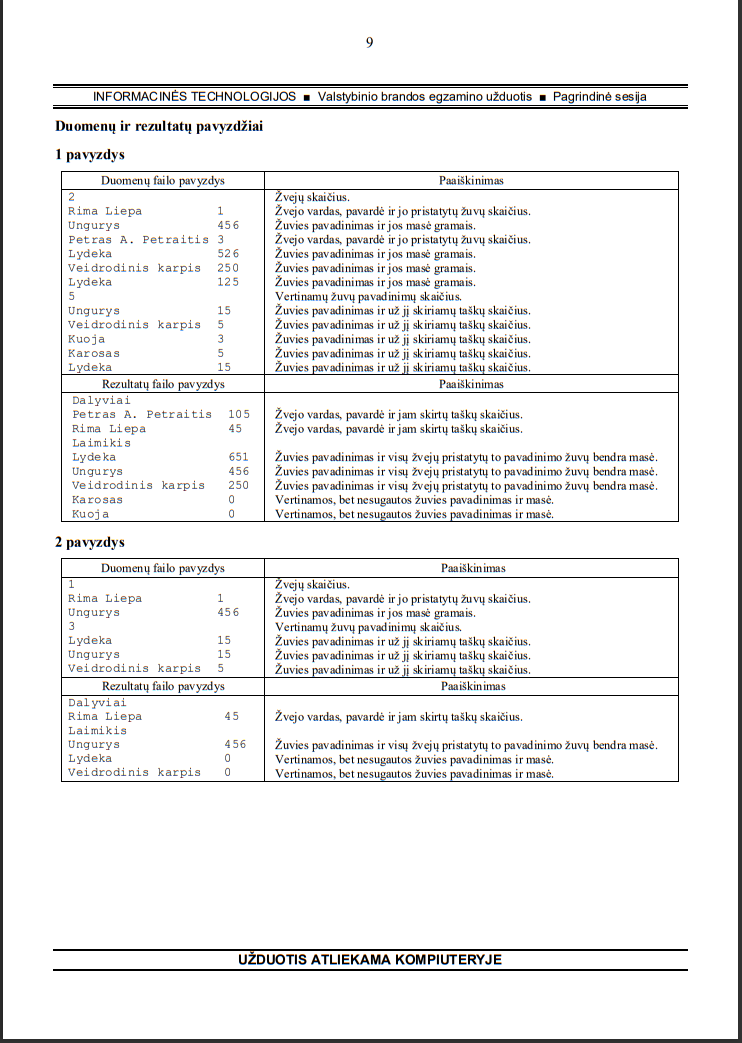 9
INFORMACINĖS TECHNOLOGIJOS ■ Valstybinio brandos egzamino užduotis ■ Pagrindinė sesija
Duomenų ir rezultatų pavyzdžiai
1 pavyzdys
Duomenų failo pavyzdys Paaiškinimas
2 Žvejų skaičius.
Rima Liepa 1 Žvejo vardas, pavardė ir jo pristatytų žuvų skaičius.
Ungurys 456 Žuvies pavadinimas ir jos masė gramais.
Petras A. Petraitis 3 Žvejo vardas, pavardė ir jo pristatytų žuvų skaičius.
Lydeka 526 Žuvies pavadinimas ir jos masė gramais.
Veidrodinis karpis 250 Žuvies pavadinimas ir jos masė gramais.
Lydeka 125 Žuvies pavadinimas ir jos masė gramais.
5 Vertinamų žuvų pavadinimų skaičius.
Ungurys 15 Žuvies pavadinimas ir už jį skiriamų taškų skaičius.
Veidrodinis karpis 5 Žuvies pavadinimas ir už jį skiriamų taškų skaičius.
Kuoja 3 Žuvies pavadinimas ir už jį skiriamų taškų skaičius.
Karosas 5 Žuvies pavadinimas ir už jį skiriamų taškų skaičius.
Lydeka 15 Žuvies pavadinimas ir už jį skiriamų taškų skaičius.
Rezultatų failo pavyzdys Paaiškinimas
Dalyviai
Petras A. Petraitis 105 Žvejo vardas, pavardė ir jam skirtų taškų skaičius.
Rima Liepa 45 Žvejo vardas, pavardė ir jam skirtų taškų skaičius.
Laimikis
Lydeka 651 Žuvies pavadinimas ir visų žvejų pristatytų to pavadinimo žuvų bendra masė.
Ungurys 456 Žuvies pavadinimas ir visų žvejų pristatytų to pavadinimo žuvų bendra masė.
Veidrodinis karpis 250 Žuvies pavadinimas ir visų žvejų pristatytų to pavadinimo žuvų bendra masė.
Karosas 0 Vertinamos, bet nesugautos žuvies pavadinimas ir masė.
Kuoja 0 Vertinamos, bet nesugautos žuvies pavadinimas ir masė.
2 pavyzdys
Duomenų failo pavyzdys Paaiškinimas
1 Žvejų skaičius.
Rima Liepa 1 Žvejo vardas, pavardė ir jo pristatytų žuvų skaičius.
Ungurys 456 Žuvies pavadinimas ir jos masė gramais.
3 Vertinamų žuvų pavadinimų skaičius.
Lydeka 15 Žuvies pavadinimas ir už jį skiriamų taškų skaičius.
Ungurys 15 Žuvies pavadinimas ir už jį skiriamų taškų skaičius.
Veidrodinis karpis 5 Žuvies pavadinimas ir už jį skiriamų taškų skaičius.
Rezultatų failo pavyzdys Paaiškinimas
Dalyviai
Rima Liepa 45 Žvejo vardas, pavardė ir jam skirtų taškų skaičius.
Laimikis
Ungurys 456 Žuvies pavadinimas ir visų žvejų pristatytų to pavadinimo žuvų bendra masė.
Lydeka 0 Vertinamos, bet nesugautos žuvies pavadinimas ir masė.
Veidrodinis karpis 0 Vertinamos, bet nesugautos žuvies pavadinimas ir masė.
UŽDUOTIS ATLIEKAMA KOMPIUTERYJE